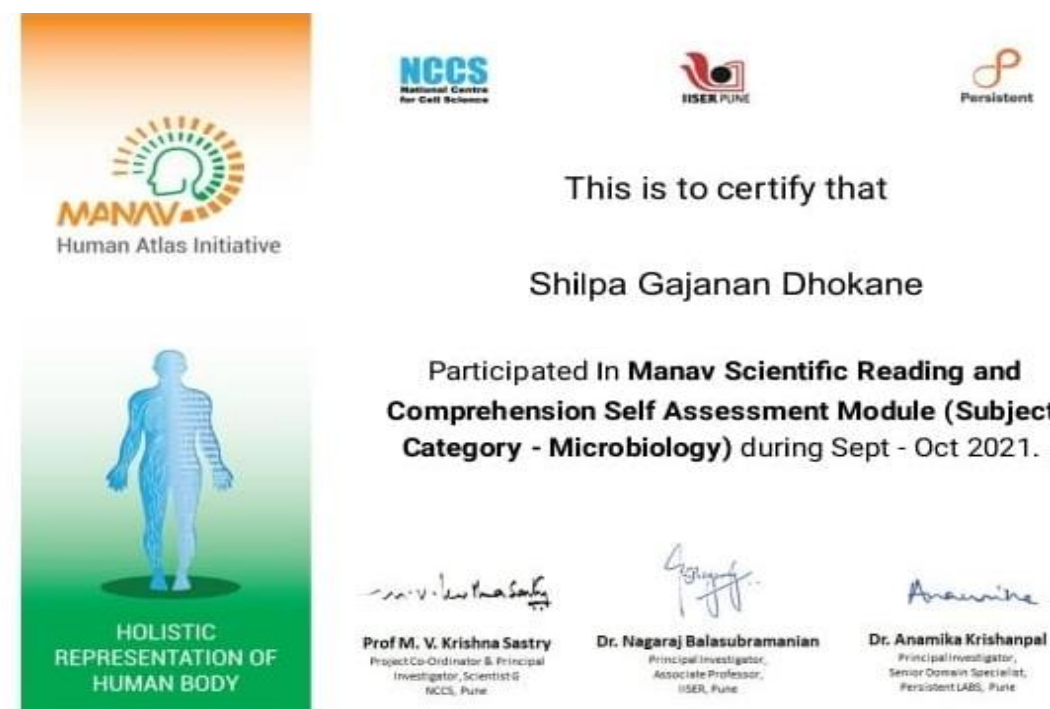 MANAV
Human Atlas Initiative
HOLISTIC
REPRESENTATION OF
HUMAN BODY
NCCS
National Centre
for Cell Science
IISER PUNE
Persistent
This is to certify that
Shilpa Gajanan Dhokane
Participated In Manav Scientific Reading and
Comprehension Self Assessment Module (Subject
Category - Microbiology) during Sept - Oct 2021.
Prof M. V. Krishna Sastry
Project Co-Ordinator & Principal
Investigator, Scientist G
NCCS, Pune
Dr. Nagaraj Balasubramanian
Principal Investigator,
Associate Professor,
IISER, Pune
Dr. Anamika Krishanpal
Principal Investigator,
Senior Domain Specialist,
Persistent LABS, Pune